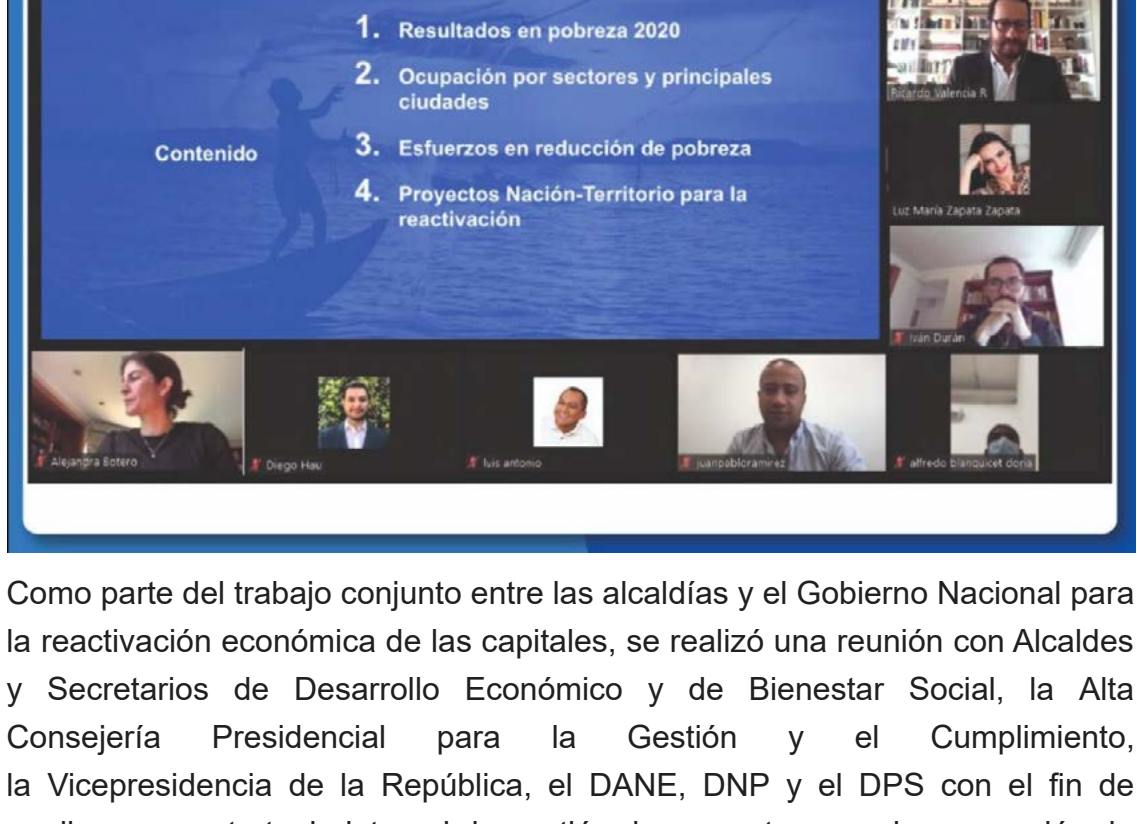 1. Resultados en pobreza 2020
2. Ocupación por sectores y principales
ciudades
Contenido
3. Esfuerzos en reducción de pobreza
4. Proyectos Nación-Territorio para la
reactivación
Ricardo Valencia R
Luz María Zapata Zapata
Iván Durán
Alejandra Botero
Diego Hau
luis antonio
juanpabloramirez
alfredo blanquicet doria
Como parte del trabajo conjunto entre las alcaldías y el Gobierno Nacional para
la reactivación económica de las capitales, se realizó una reunión con Alcaldes
y Secretarios de Desarrollo Económico y de Bienestar Social, la Alta
Consejería Presidencial para la Gestión y el Cumplimiento,
la Vicepresidencia de la República, el DANE, DNP y el DPS con el fin de